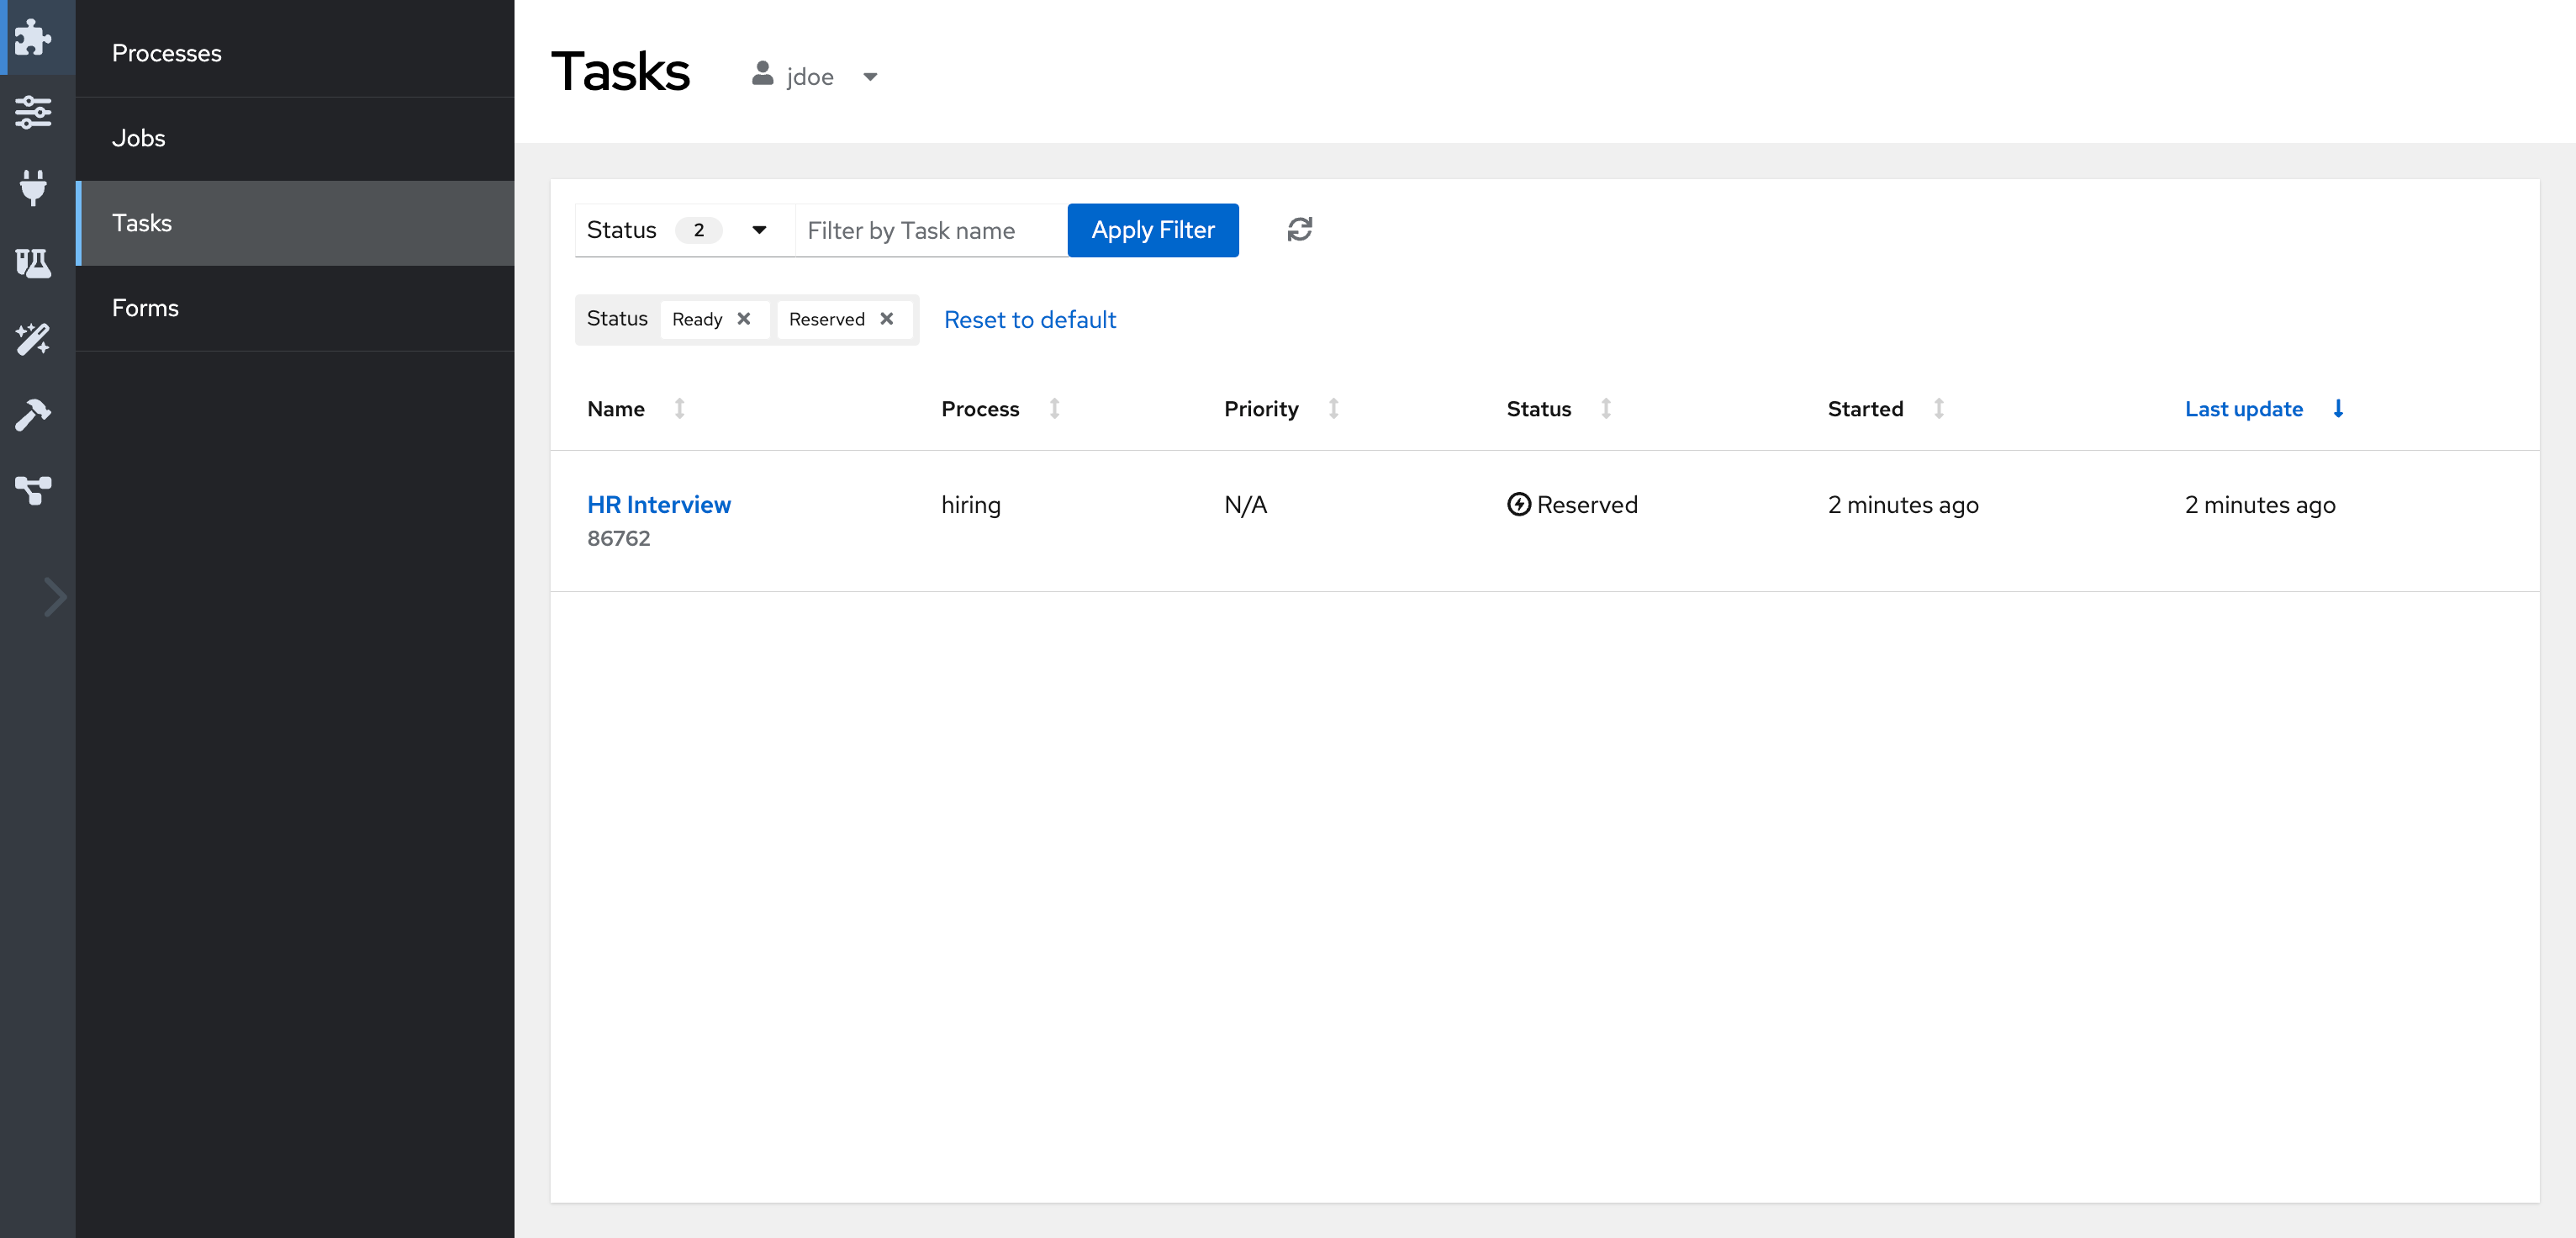 Processes
Jobs
Tasks
Forms
Tasks jdoe
Status 2 Filter by Task name Apply Filter
Status Ready Reserved Reset to default
Name Process Priority Status Started Last update
HR Interview hiring N/A Reserved 2 minutes ago 2 minutes ago
86762